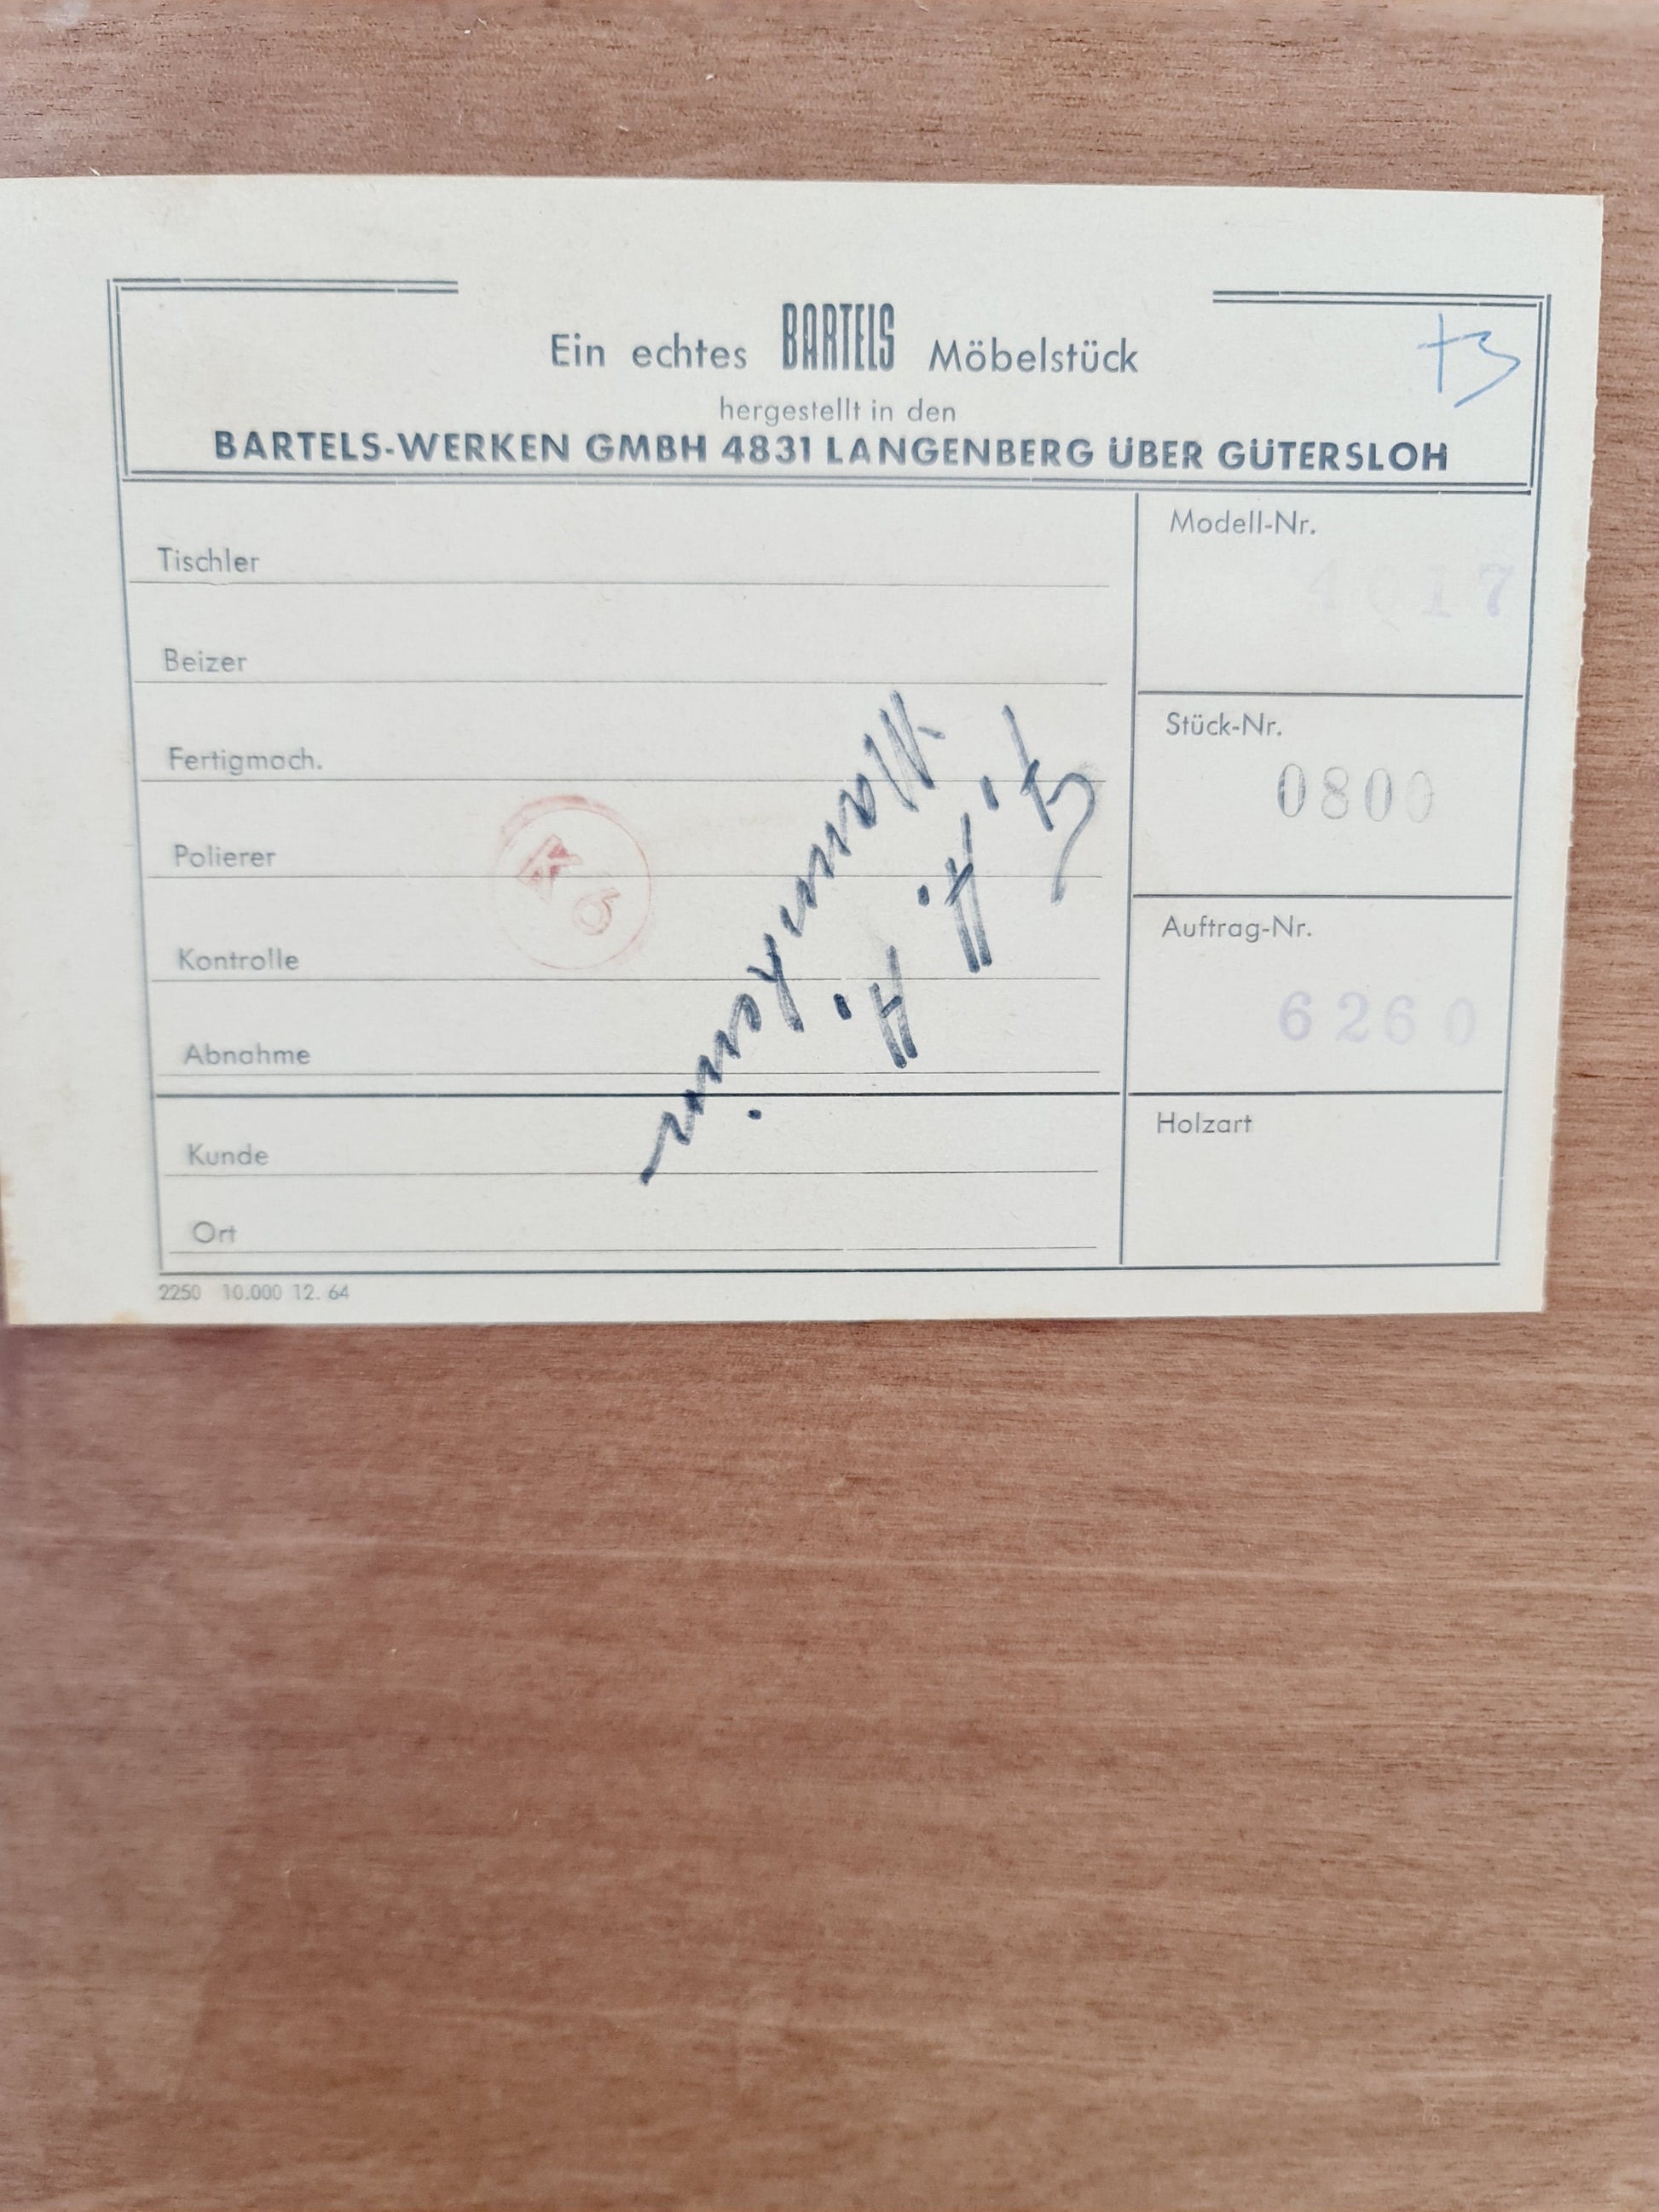 Ein echtes BARTELS Möbelstück
hergestellt in den
BARTELS-WERKEN GMBH 4831 LANGENBERG ÜBER GÜTERSLOH
Tischler
Beizer
Fertigmach.
Polierer
Kontrolle
Abnahme
Kunde
Ort
K 6
Modell-Nr.
4017
Stück-Nr.
0800
Auftrag-Nr.
6260
Holzart
2250 10.000 12. 64